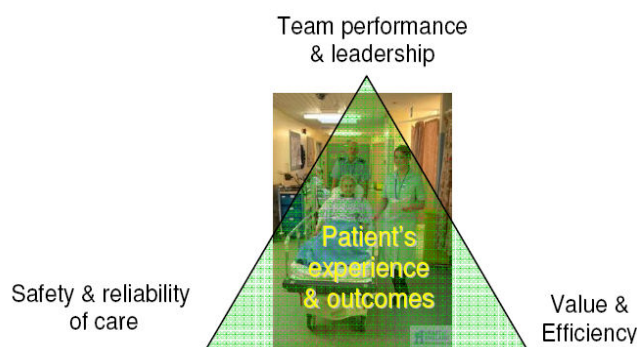 Team performance
& leadership
Patient's
experience
& outcomes
Safety & reliability
of care
Value &
Efficiency